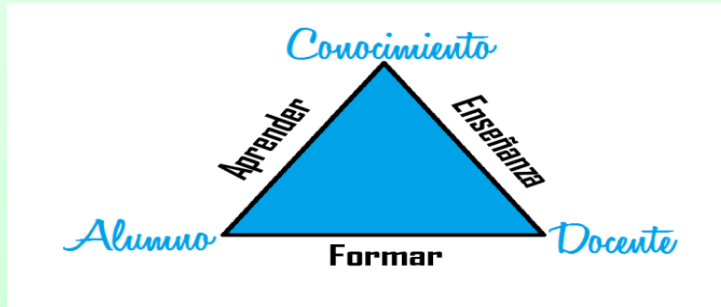 Conocimiento
Aprender
Enseñanza
Alumno
Formar
Docente